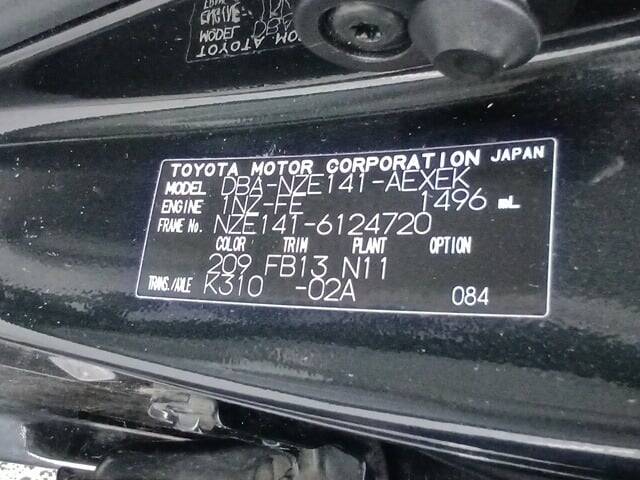 TOYOTA MOTOR CORPORATION JAPAN
MODEL DBA-NZE141-AEXEK
ENGINE 1NZ-FE 1496 mL
FRAME No. NZE141-6124720
COLOR TRIM PLANT OPTION
209 FB13 N11
TRANS./AXLE K310 -02A 084